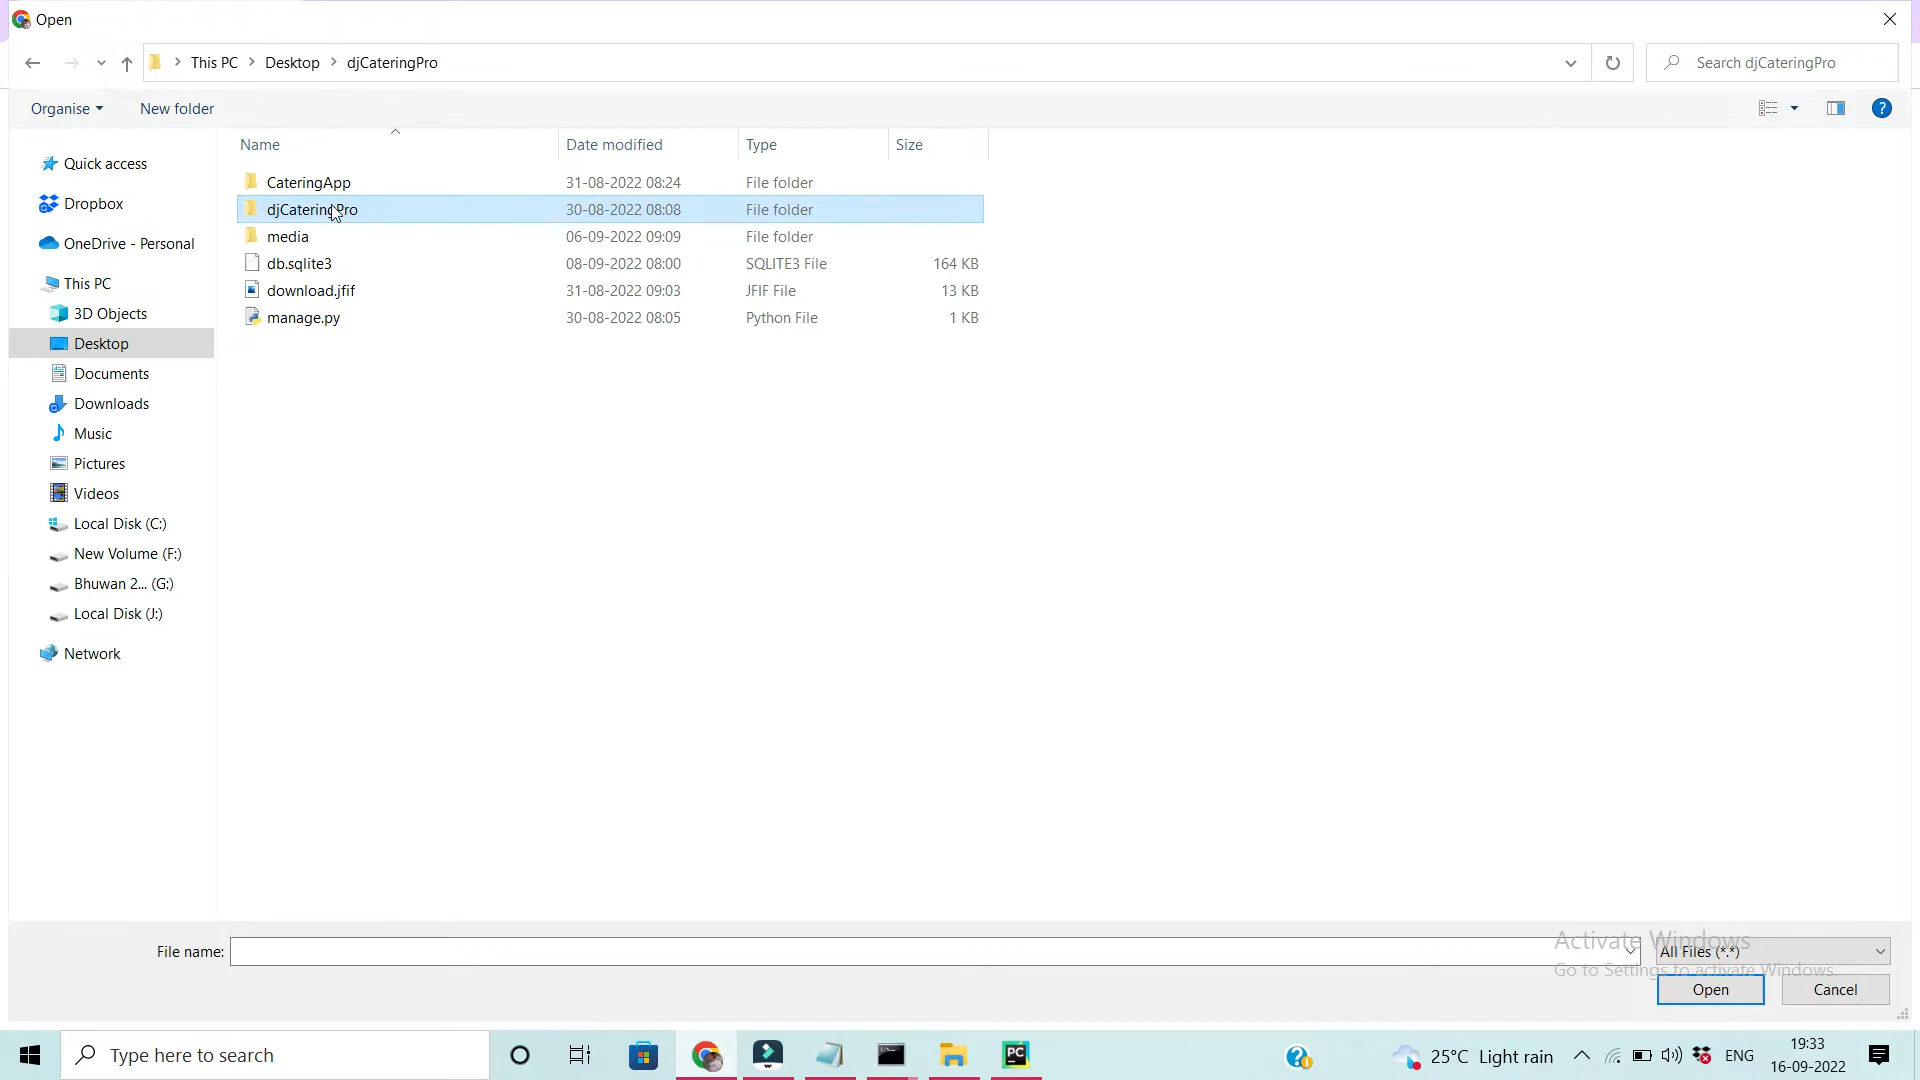 Open
This PC > Desktop > djCateringPro
Search djCateringPro
Organise
New folder
Name Date modified Type Size
CateringApp 31-08-2022 08:24 File folder
djCateringPro 30-08-2022 08:08 File folder
media 06-09-2022 09:09 File folder
db.sqlite3 08-09-2022 08:00 SQLITE3 File 164 KB
download.jfif 31-08-2022 09:03 JFIF File 13 KB
manage.py 30-08-2022 08:05 Python File 1 KB
Quick access
Dropbox
OneDrive - Personal
This PC
3D Objects
Desktop
Documents
Downloads
Music
Pictures
Videos
Local Disk (C:)
New Volume (F:)
Bhuwan 2... (G:)
Local Disk (J:)
Network
File name:
All Files (*.*)
Activate Windows
Go to Settings to activate Windows.
Open
Cancel
Type here to search
PC
25°C Light rain
ENG
19:33
16-09-2022